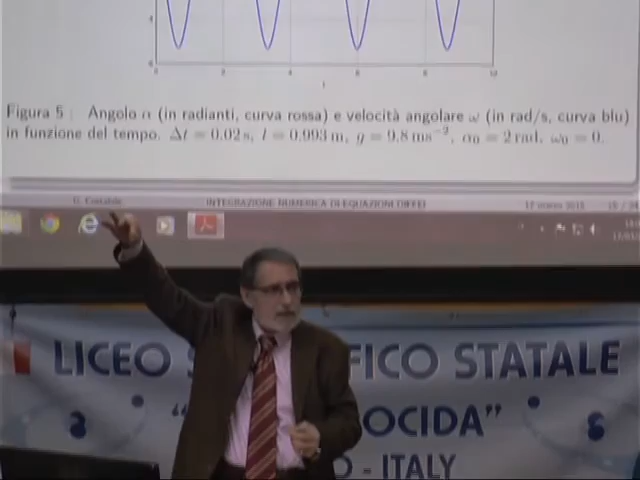 Figura 5 : Angolo α (in radianti, curva rossa) e velocità angolare ω (in rad/s, curva blu)
in funzione del tempo. Δt = 0.02 s, l = 0.993 m, g = 9.8 ms⁻², α₀ = 2 rad, ω₀ = 0.
INTEGRAZIONE NUMERICA DI EQUAZIONI DIFFE
LICEO S FICO STATALE
“ OCIDA”
O - ITALY